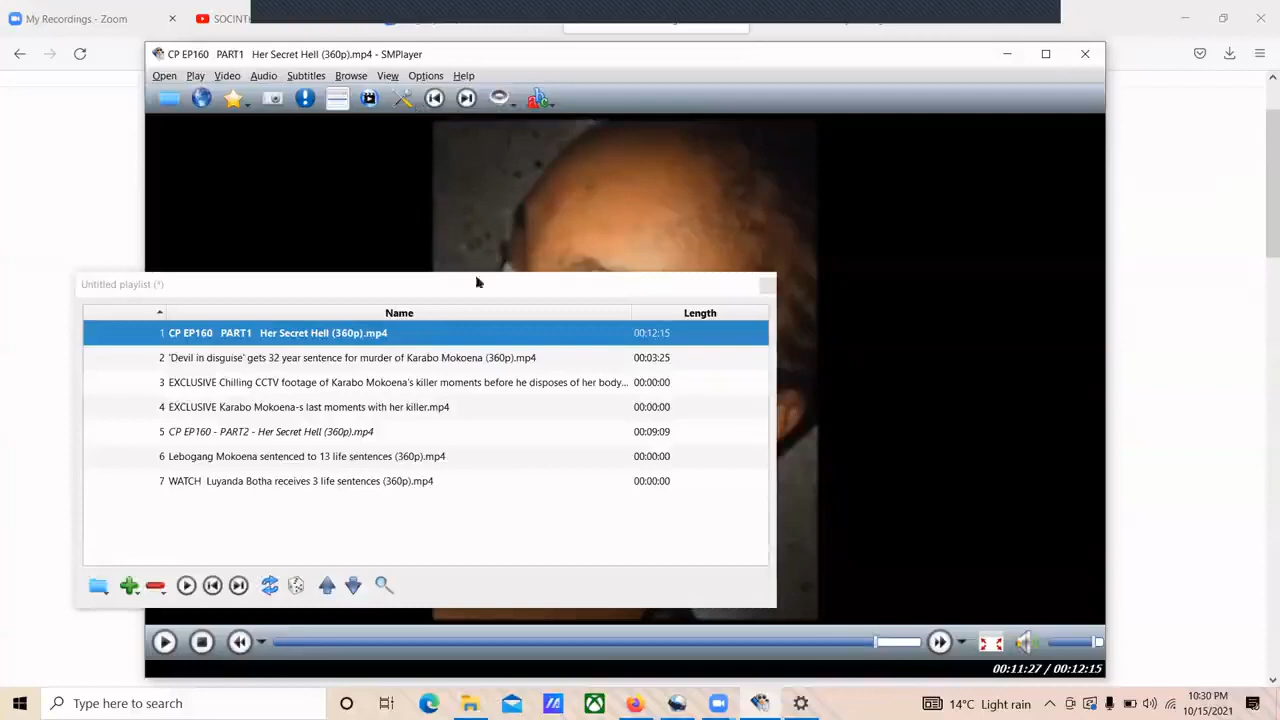 My Recordings - Zoom
SOCINT
CP EP160 PART1 Her Secret Hell (360p).mp4 - SMPlayer
Open Play Video Audio Subtitles Browse View Options Help
Untitled playlist (*)
Name Length
1 CP EP160 PART1 Her Secret Hell (360p).mp4 00:12:15
2 'Devil in disguise' gets 32 year sentence for murder of Karabo Mokoena (360p).mp4 00:03:25
3 EXCLUSIVE Chilling CCTV footage of Karabo Mokoena's killer moments before he disposes of her body... 00:00:00
4 EXCLUSIVE Karabo Mokoena-s last moments with her killer.mp4 00:00:00
5 CP EP160 - PART2 - Her Secret Hell (360p).mp4 00:09:09
6 Lebogang Mokoena sentenced to 13 life sentences (360p).mp4 00:00:00
7 WATCH Luyanda Botha receives 3 life sentences (360p).mp4 00:00:00
00:11:27 / 00:12:15
Type here to search
14°C Light rain
10:30 PM
10/15/2021